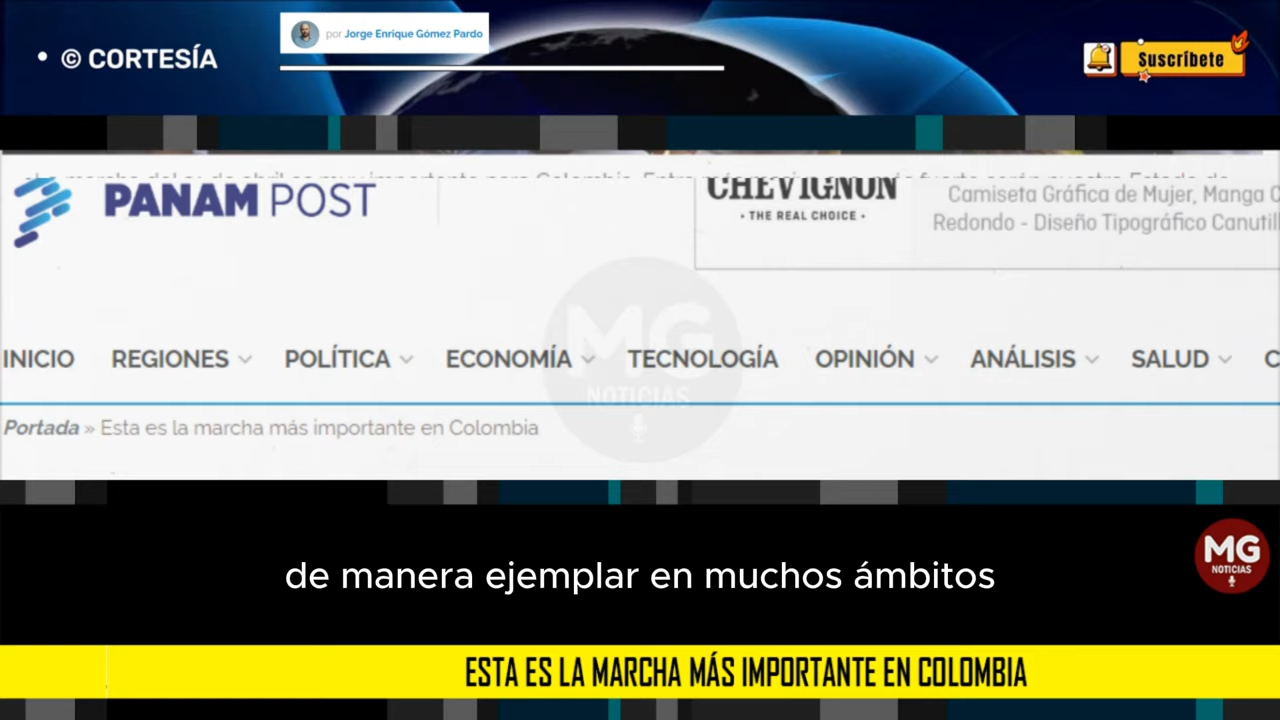 • © CORTESÍA
por Jorge Enrique Gómez Pardo
Suscríbete
PANAM POST
CHEVIGNON
• THE REAL CHOICE •
Camiseta Gráfica de Mujer, Manga
Redondo - Diseño Tipográfico
INICIO REGIONES POLÍTICA ECONOMÍA TECNOLOGÍA OPINIÓN ANÁLISIS SALUD
Portada » Esta es la marcha más importante en Colombia
MG
NOTICIAS
de manera ejemplar en muchos ámbitos
MG
NOTICIAS
ESTA ES LA MARCHA MÁS IMPORTANTE EN COLOMBIA